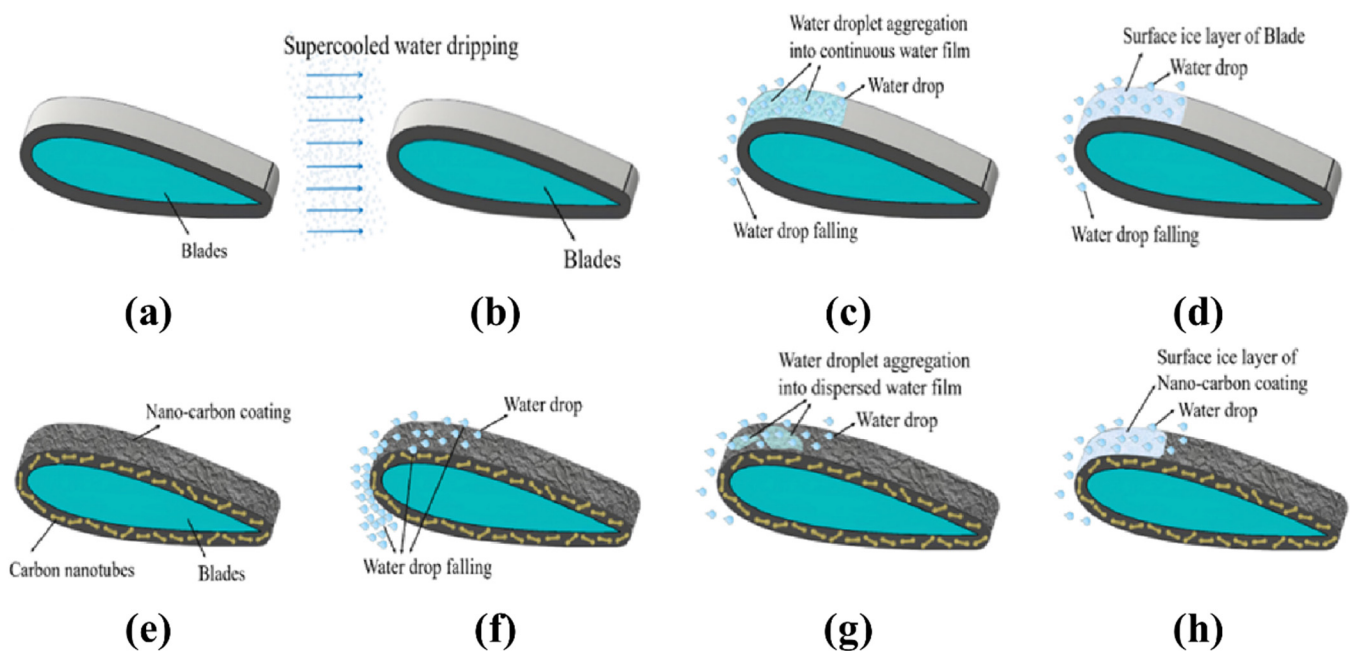 Supercooled water dripping
Blades
Blades
Water droplet aggregation
into continuous water film
Water drop
Water drop falling
Surface ice layer of Blade
Water drop
Water drop falling
(a)
(b)
(c)
(d)
Nano-carbon coating
Carbon nanotubes
Blades
Water drop
Water drop falling
Water droplet aggregation
into dispersed water film
Water drop
Surface ice layer of
Nano-carbon coating
Water drop
(e)
(f)
(g)
(h)